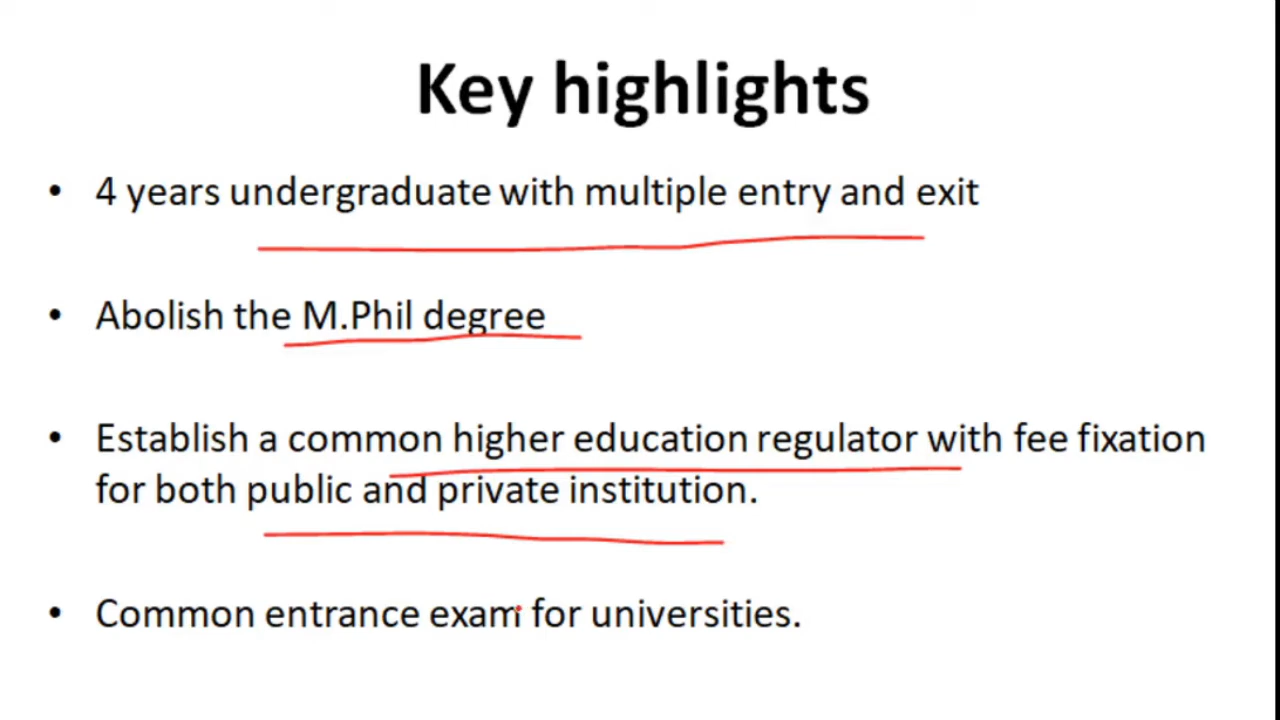 Key highlights
• 4 years undergraduate with multiple entry and exit
• Abolish the M.Phil degree
• Establish a common higher education regulator with fee fixation
for both public and private institution.
• Common entrance exam for universities.